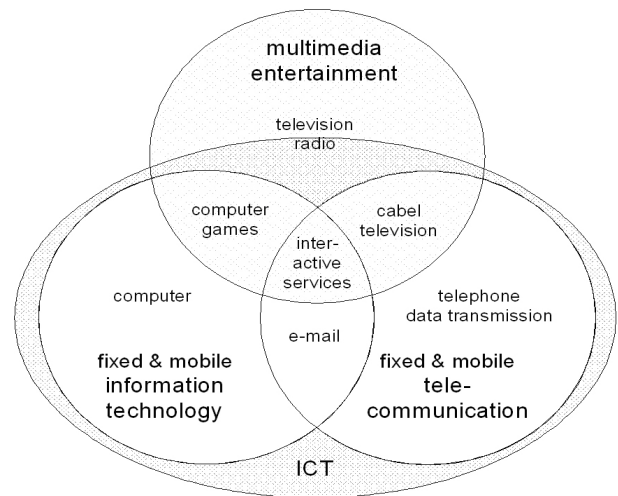 multimedia
entertainment
television
radio
computer
games
cabel
television
inter-
active
services
computer
telephone
data transmission
e-mail
fixed & mobile
information
technology
fixed & mobile
tele-
communication
ICT